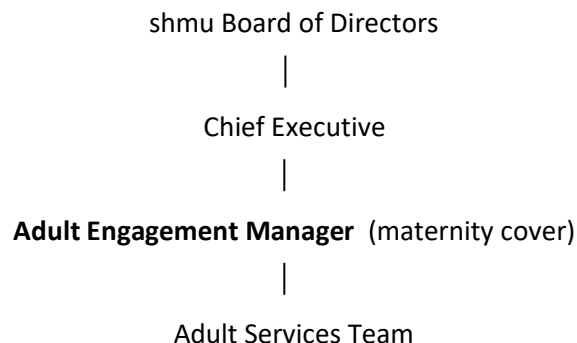 shmu Board of Directors
Chief Executive
Adult Engagement Manager (maternity cover)
Adult Services Team